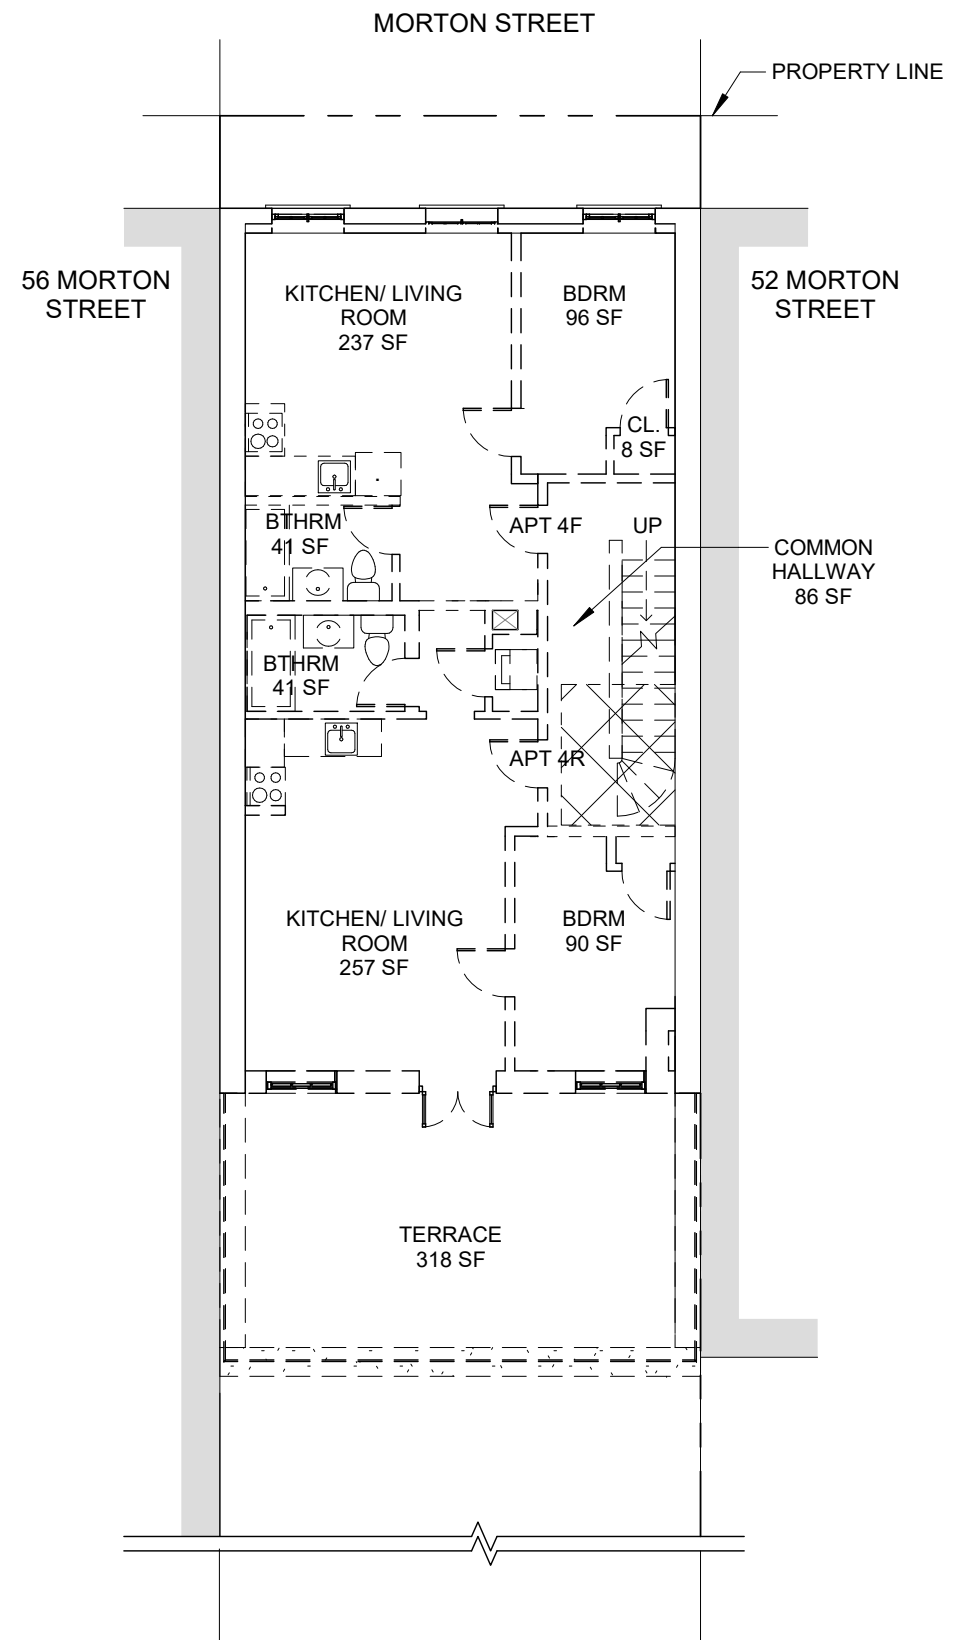 MORTON STREET
PROPERTY LINE
56 MORTON
STREET
52 MORTON
STREET
KITCHEN/ LIVING
ROOM
237 SF
BDRM
96 SF
CL.
8 SF
BTHRM
41 SF
APT 4F
UP
COMMON
HALLWAY
86 SF
BTHRM
41 SF
APT 4R
KITCHEN/ LIVING
ROOM
257 SF
BDRM
90 SF
TERRACE
318 SF